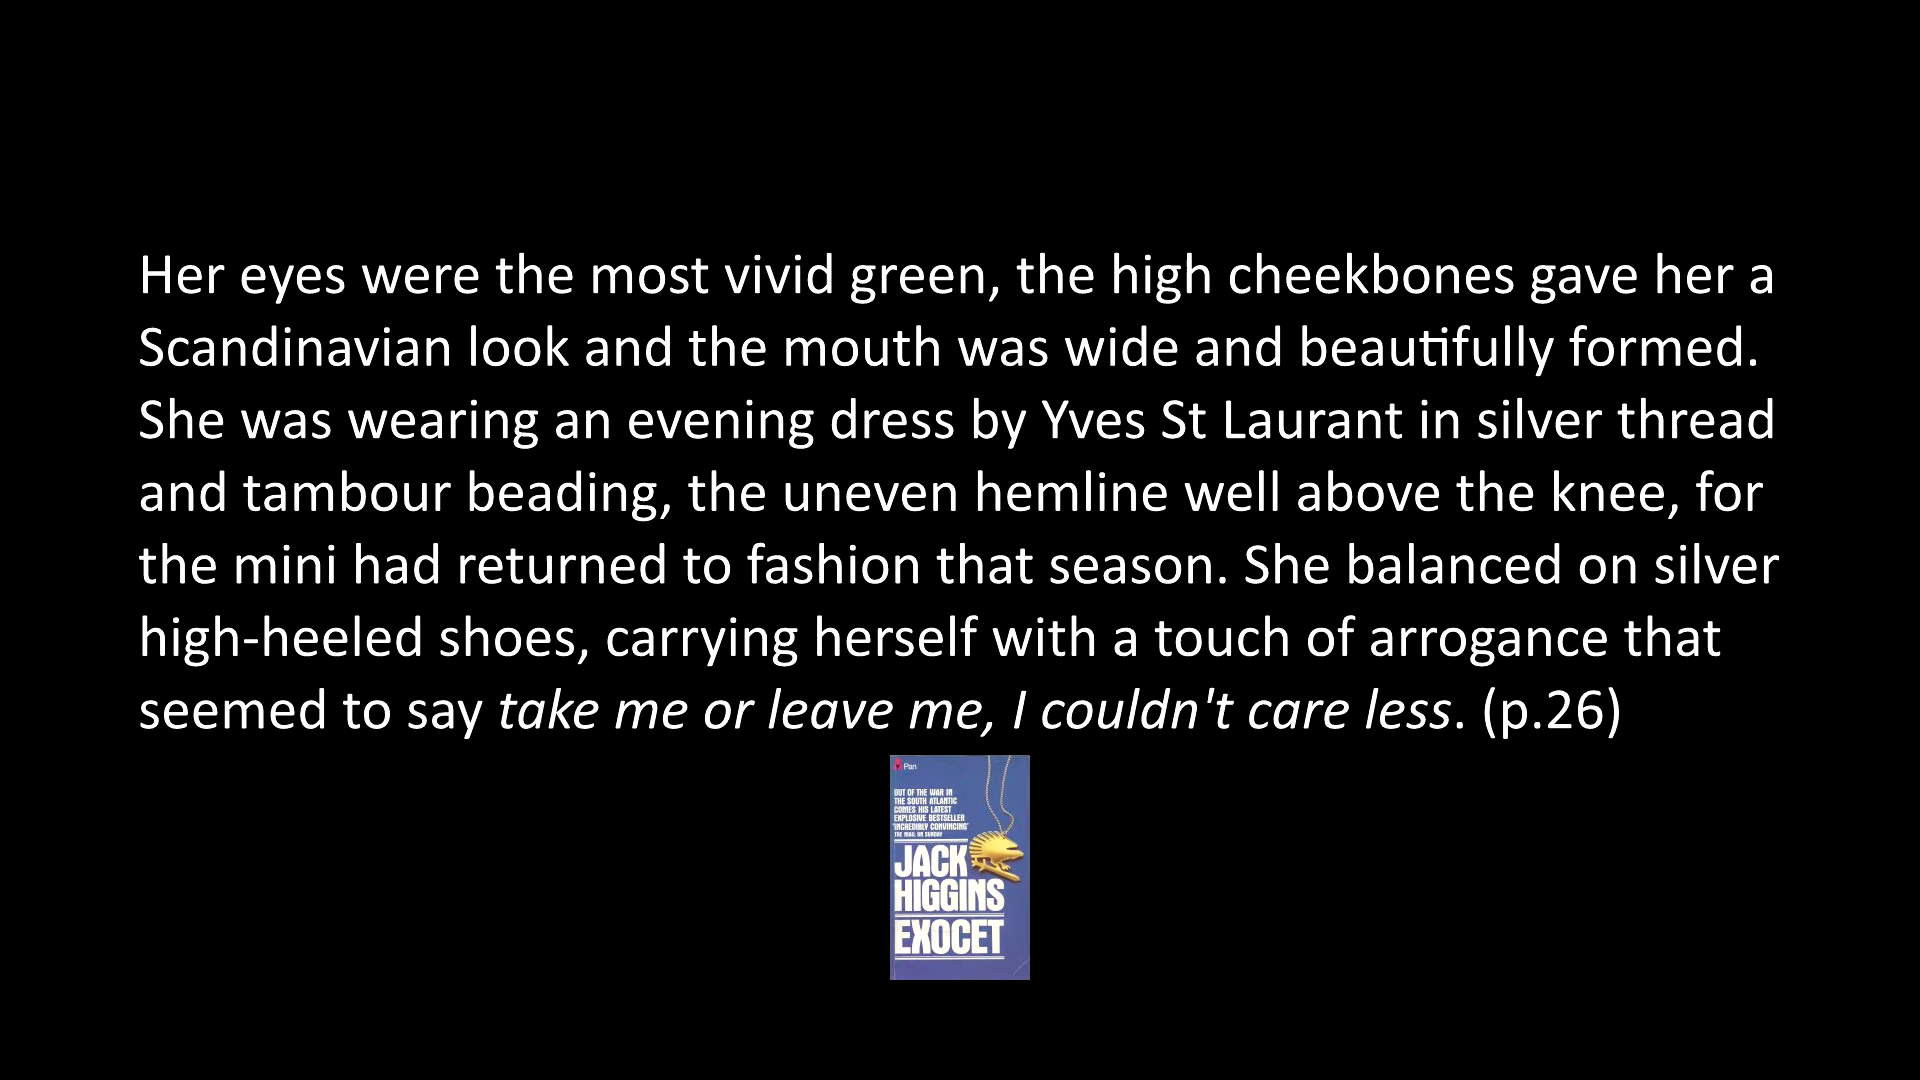 Her eyes were the most vivid green, the high cheekbones gave her a
Scandinavian look and the mouth was wide and beautifully formed.
She was wearing an evening dress by Yves St Laurant in silver thread
and tambour beading, the uneven hemline well above the knee, for
the mini had returned to fashion that season. She balanced on silver
high-heeled shoes, carrying herself with a touch of arrogance that
seemed to say take me or leave me, I couldn't care less. (p.26)
Pan
OUT OF THE WAR IN
THE SOUTH ATLANTIC
COMES HIS LATEST
EXPLOSIVE BESTSELLER
'INCREDIBLY CONVINCING'
THE MAIL ON SUNDAY
JACK
HIGGINS
EXOCET